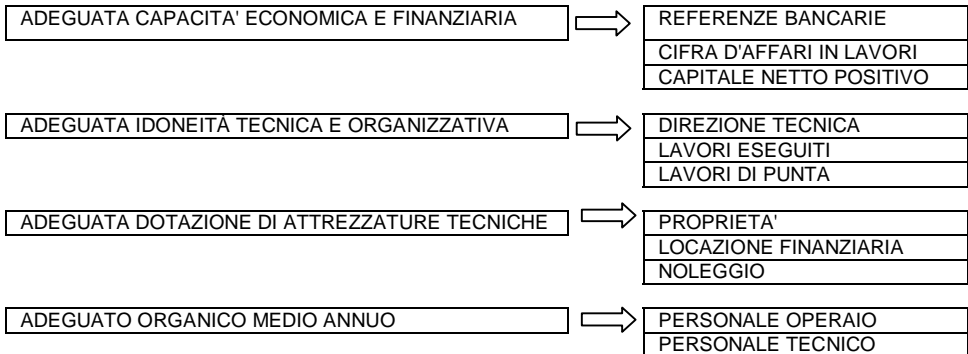 ADEGUATA CAPACITA' ECONOMICA E FINANZIARIA
REFERENZE BANCARIE
CIFRA D'AFFARI IN LAVORI
CAPITALE NETTO POSITIVO
ADEGUATA IDONEITÀ TECNICA E ORGANIZZATIVA
DIREZIONE TECNICA
LAVORI ESEGUITI
LAVORI DI PUNTA
ADEGUATA DOTAZIONE DI ATTREZZATURE TECNICHE
PROPRIETA'
LOCAZIONE FINANZIARIA
NOLEGGIO
ADEGUATO ORGANICO MEDIO ANNUO
PERSONALE OPERAIO
PERSONALE TECNICO